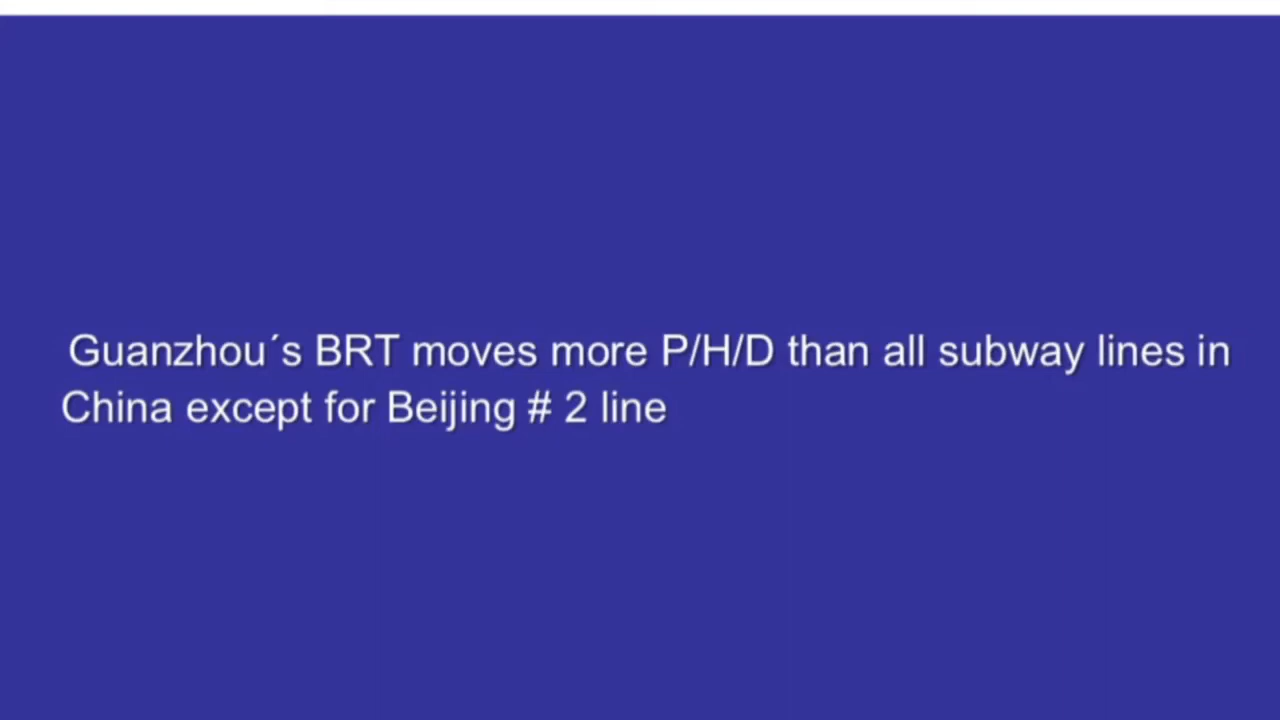 Guanzhou´s BRT moves more P/H/D than all subway lines in
China except for Beijing # 2 line